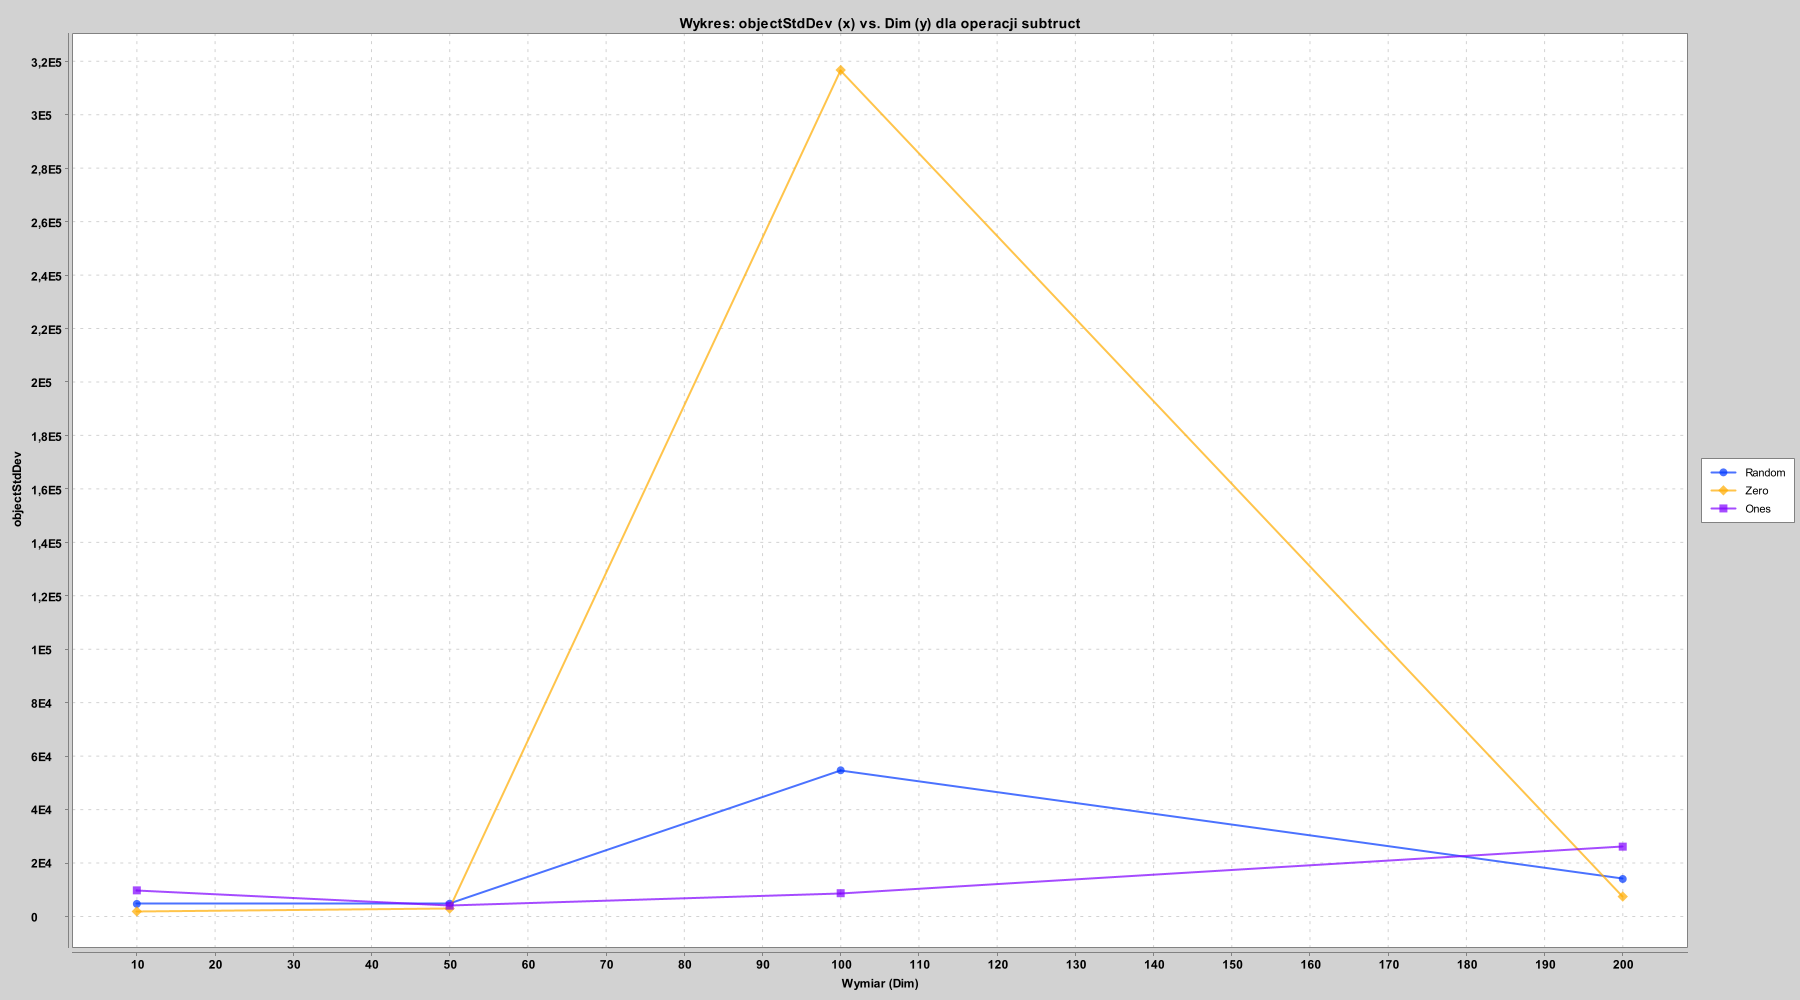 Wykres: objectStdDev (x) vs. Dim (y) dla operacji subtruct
3,2E5
3E5
2,8E5
2,6E5
2,4E5
2,2E5
2E5
1,8E5
1,6E5
1,4E5
1,2E5
1E5
8E4
6E4
4E4
2E4
0
objectStdDev
10 20 30 40 50 60 70 80 90 100 110 120 130 140 150 160 170 180 190 200
Wymiar (Dim)
Random
Zero
Ones